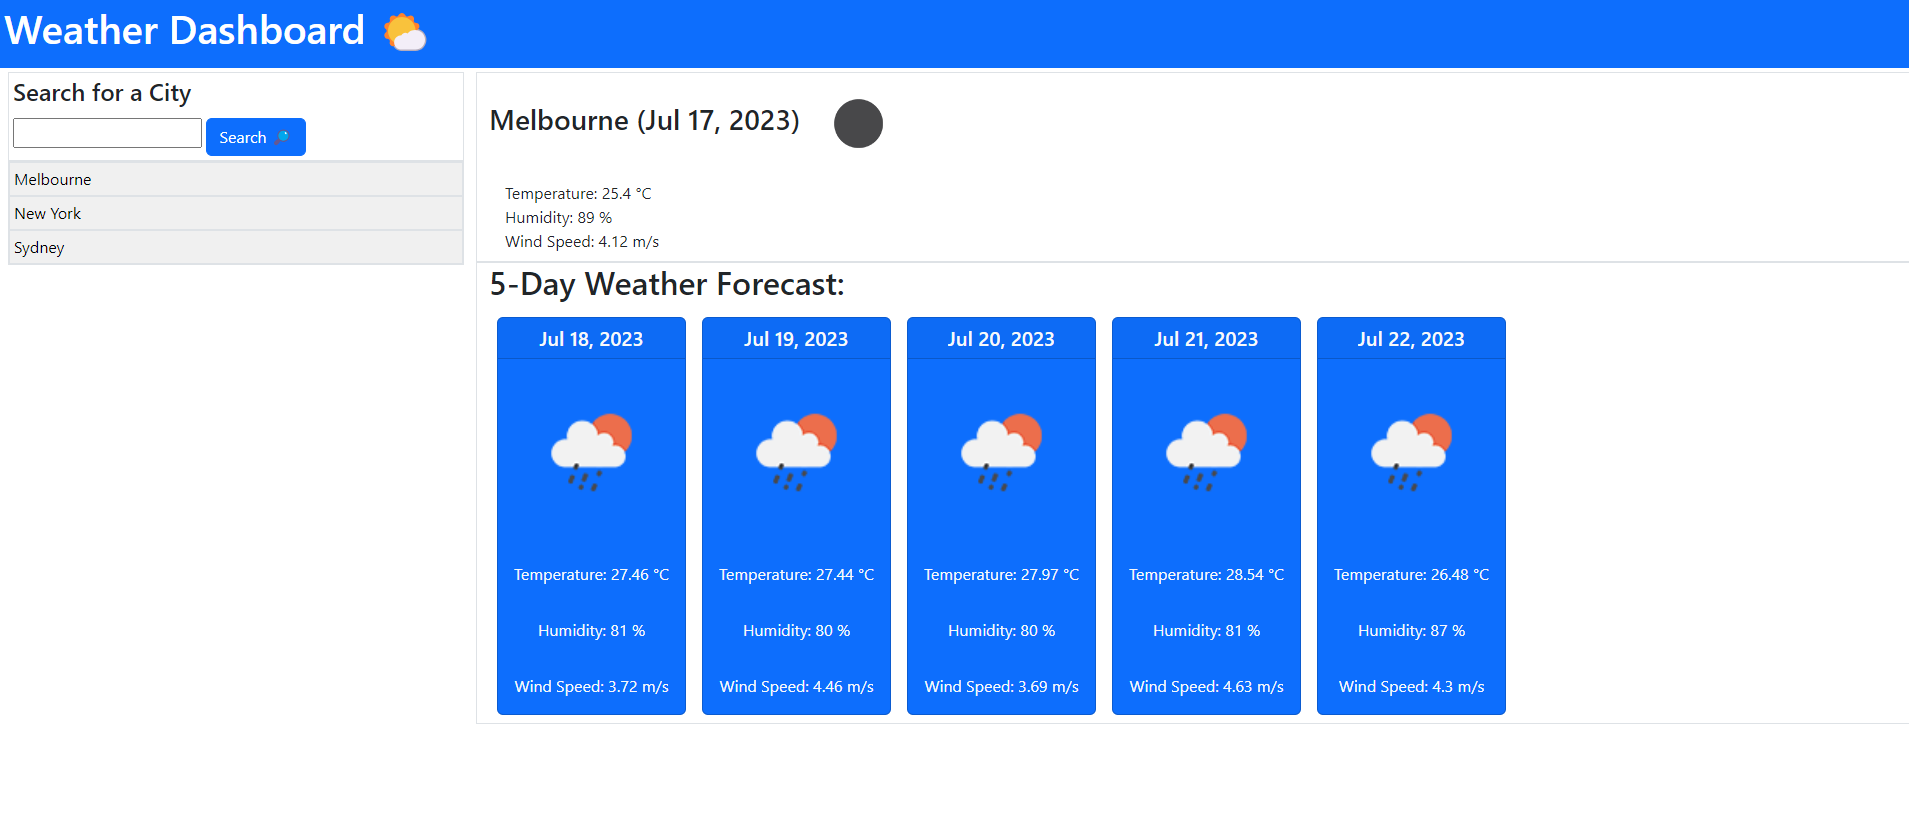 Weather Dashboard
Search for a City
Search
Melbourne
New York
Sydney
Melbourne (Jul 17, 2023)
Temperature: 25.4 °C
Humidity: 89 %
Wind Speed: 4.12 m/s
5-Day Weather Forecast:
Jul 18, 2023
Temperature: 27.46 °C
Humidity: 81 %
Wind Speed: 3.72 m/s
Jul 19, 2023
Temperature: 27.44 °C
Humidity: 80 %
Wind Speed: 4.46 m/s
Jul 20, 2023
Temperature: 27.97 °C
Humidity: 80 %
Wind Speed: 3.69 m/s
Jul 21, 2023
Temperature: 28.54 °C
Humidity: 81 %
Wind Speed: 4.63 m/s
Jul 22, 2023
Temperature: 26.48 °C
Humidity: 87 %
Wind Speed: 4.3 m/s